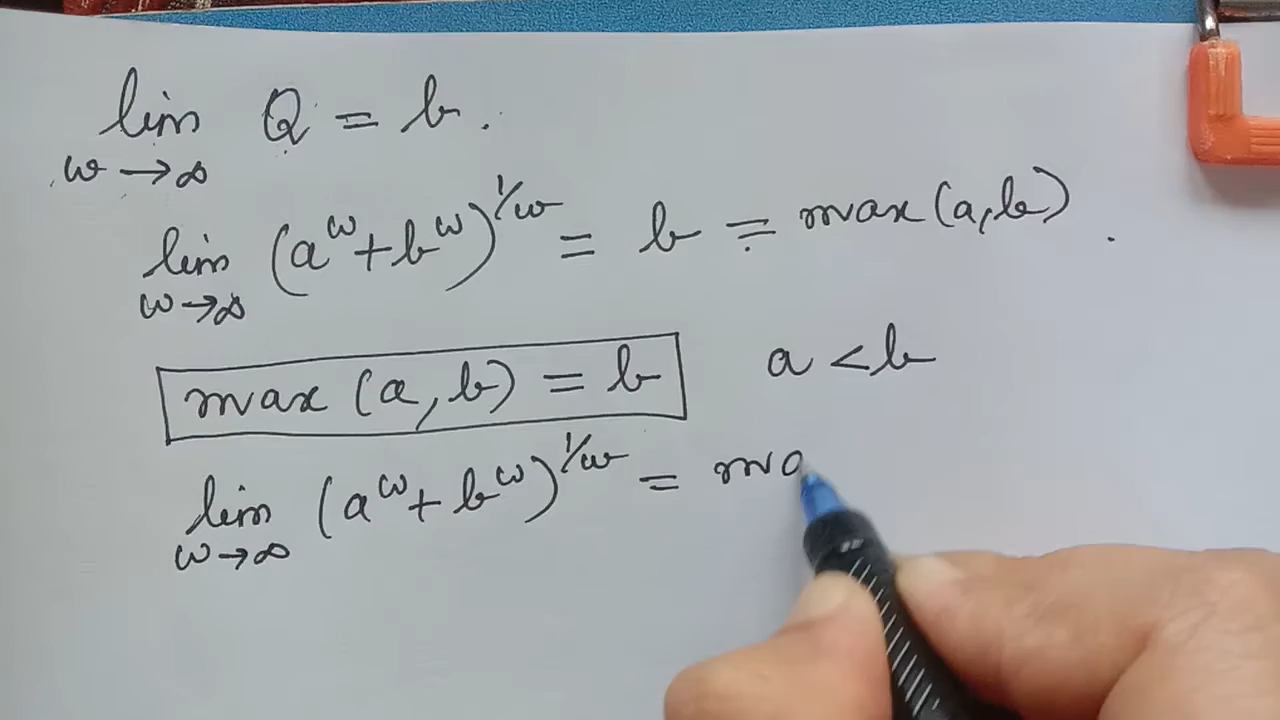 lim Q = b.
ω → ∞
lim (a^ω + b^ω)^1/ω = b = max (a, b).
ω → ∞
max (a, b) = b a < b
lim (a^ω + b^ω)^1/ω = ma
ω → ∞